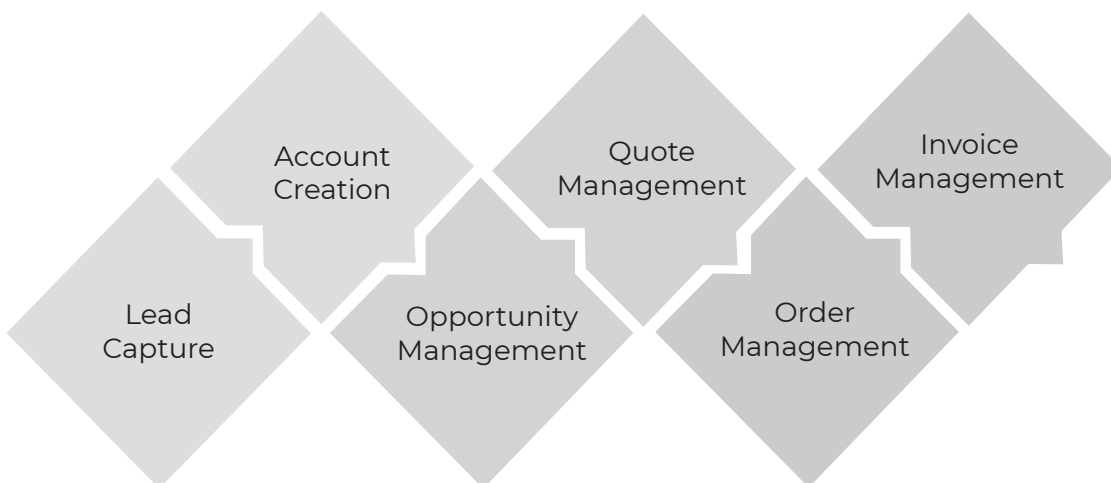 Lead
Capture
Account
Creation
Opportunity
Management
Quote
Management
Order
Management
Invoice
Management